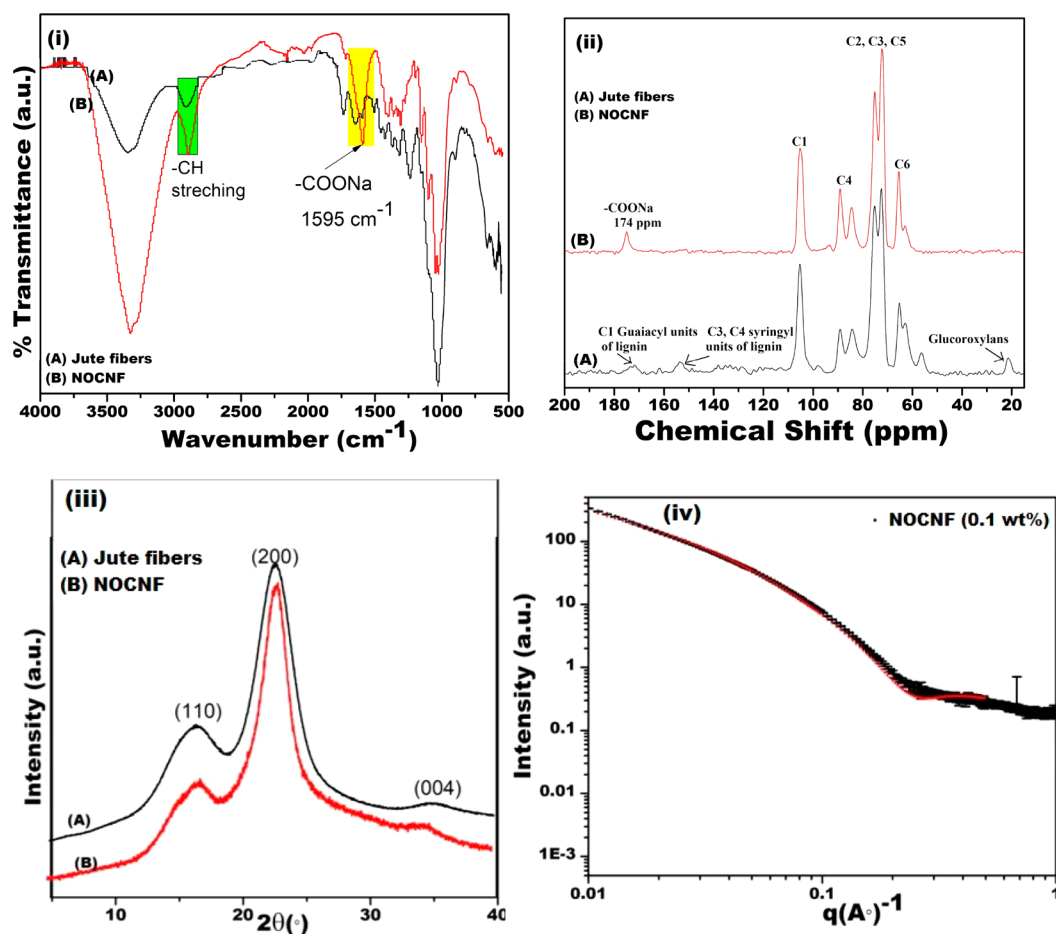 (i)
(A)
(B)
-CH
streching
-COONa
1595 cm-1
(A) Jute fibers
(B) NOCNF
% Transmittance (a.u.)
4000 3500 3000 2500 2000 1500 1000 500
Wavenumber (cm-1)
(ii)
C2, C3, C5
(A) Jute fibers
(B) NOCNF
C1
C4
C6
-COONa
174 ppm
(B)
C1 Guaiacyl units
of lignin
C3, C4 syringyl
units of lignin
Glucoroxylans
(A)
200 180 160 140 120 100 80 60 40 20
Chemical Shift (ppm)
(iii)
(A) Jute fibers
(B) NOCNF
(200)
(110)
(004)
(A)
(B)
Intensity (a.u.)
10 20 30 40
2θ(◦)
(iv)
NOCNF (0.1 wt%)
Intensity (a.u.)
100
10
1
0.1
0.01
1E-3
0.01 0.1 1
q(A◦)-1